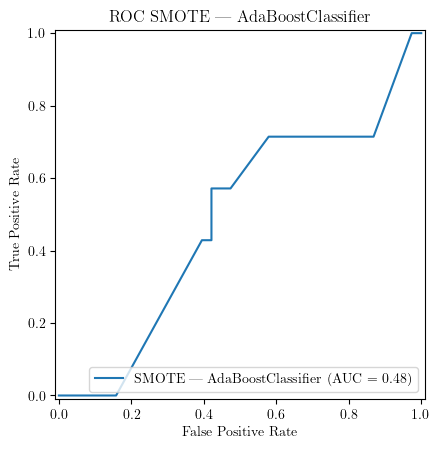 ROC SMOTE — AdaBoostClassifier
1.0
0.8
0.6
0.4
0.2
0.0
True Positive Rate
SMOTE — AdaBoostClassifier (AUC = 0.48)
0.0 0.2 0.4 0.6 0.8 1.0
False Positive Rate